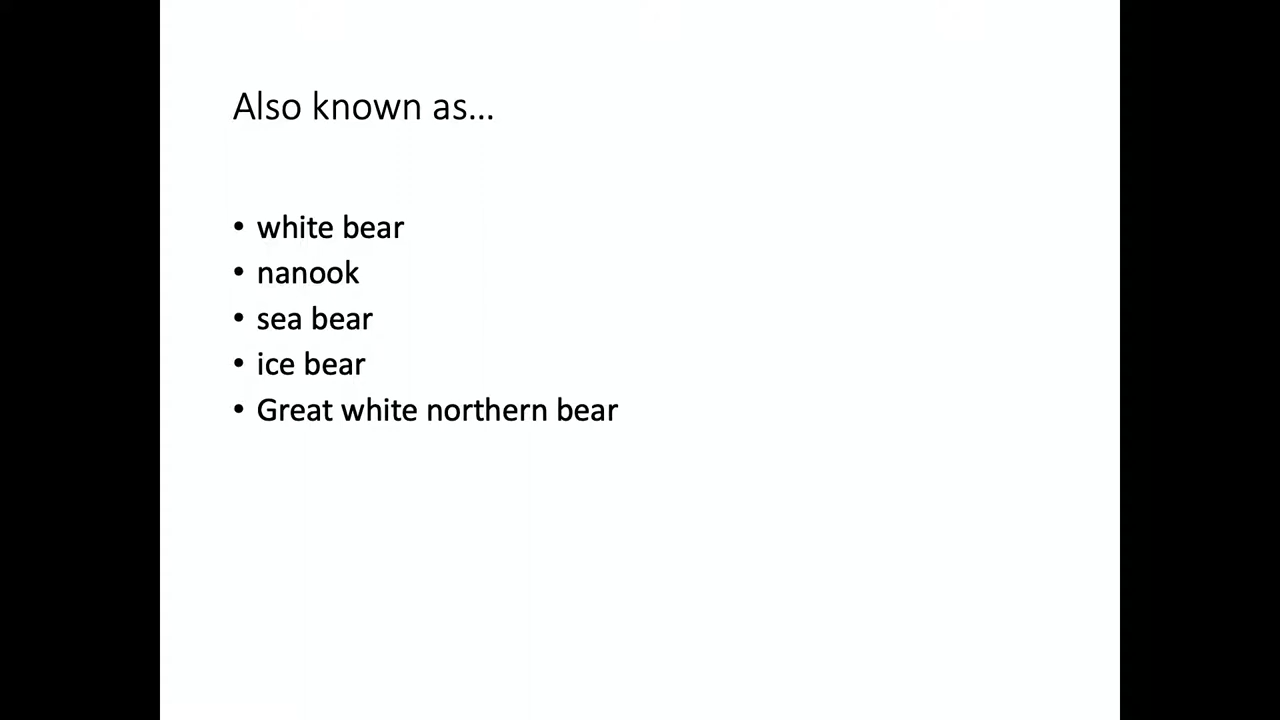 Also known as...
• white bear
• nanook
• sea bear
• ice bear
• Great white northern bear